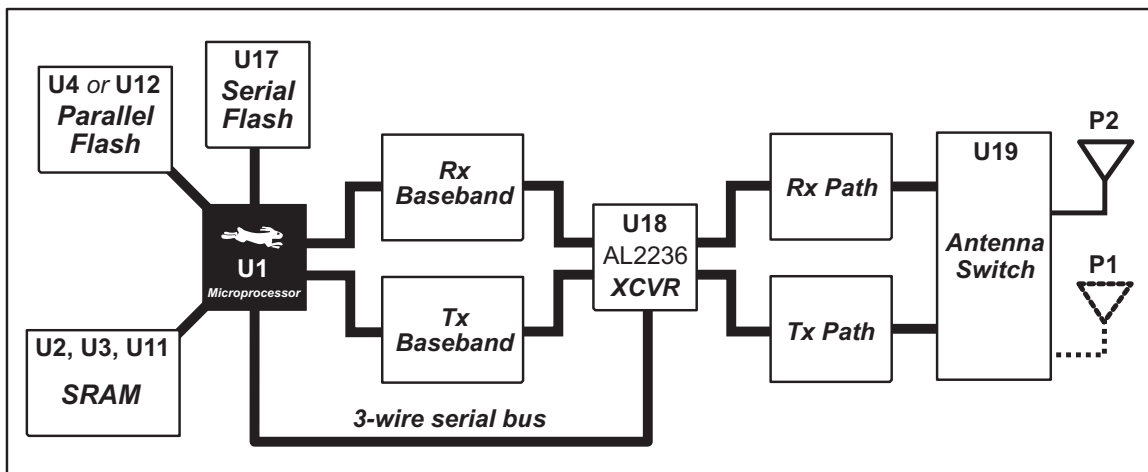 U4 or U12
Parallel
Flash
U17
Serial
Flash
Rx
Baseband
Rx Path
U19
Antenna
Switch
P2
P1
U1
Microprocessor
U18
AL2236
XCVR
Tx
Baseband
Tx Path
U2, U3, U11
SRAM
3-wire serial bus